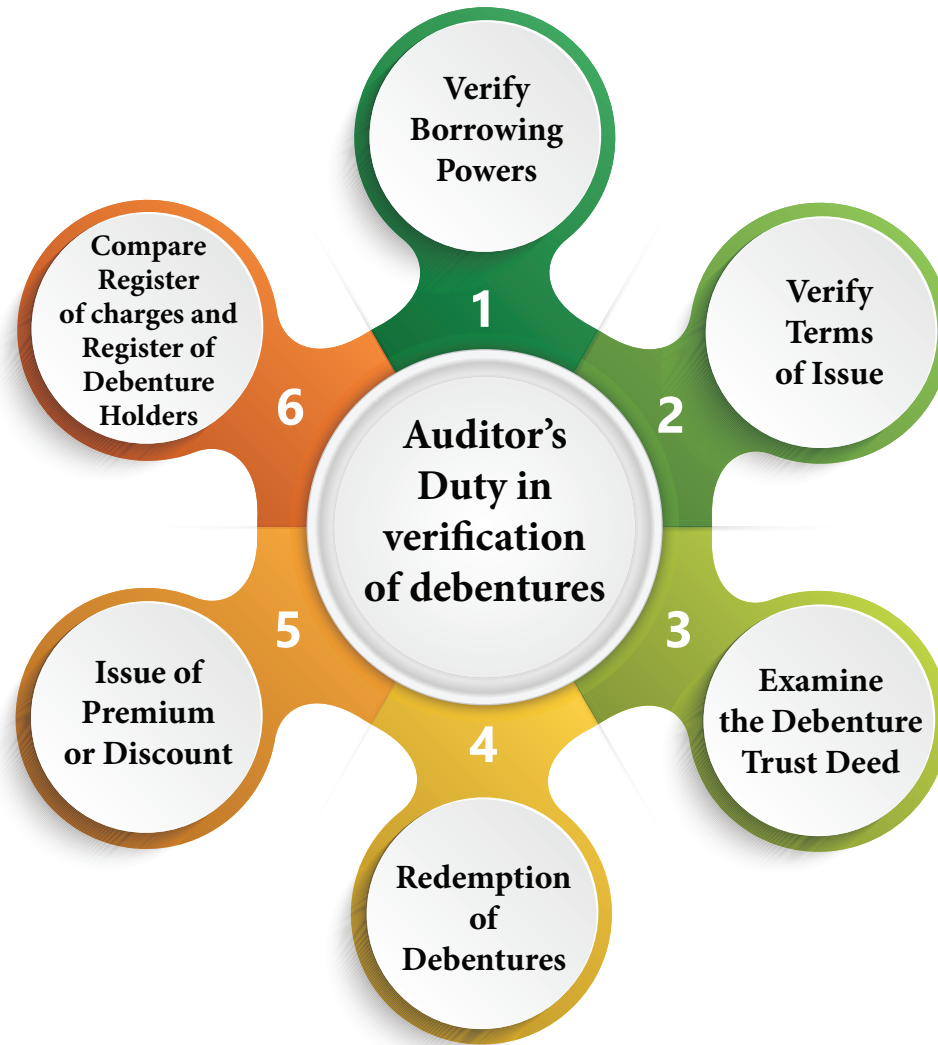 Auditor's
Duty in
verification
of debentures
1
Verify
Borrowing
Powers
2
Verify
Terms
of Issue
3
Examine
the Debenture
Trust Deed
4
Redemption
of
Debentures
5
Issue of
Premium
or Discount
6
Compare
Register
of charges and
Register of
Debenture
Holders